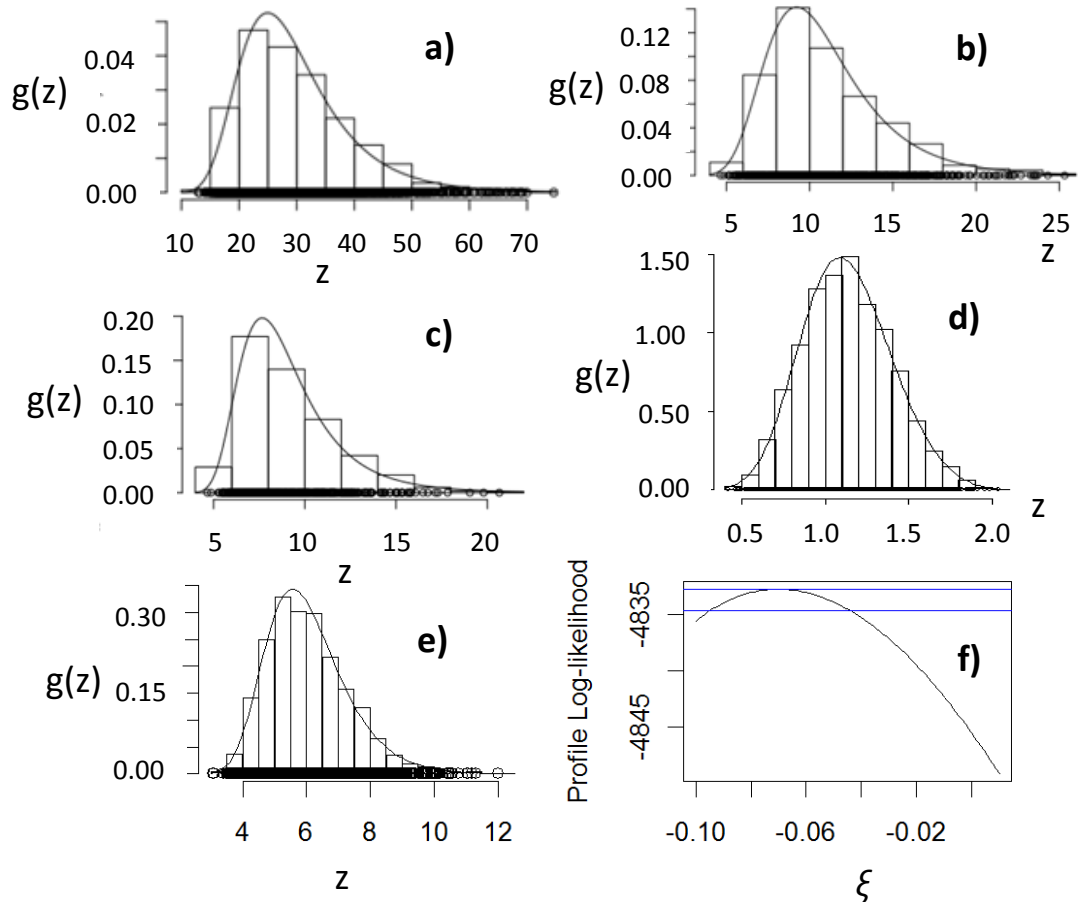 a)
g(z)
0.04
0.02
0.00
10 20 30 40 50 60 70
z
b)
g(z)
0.12
0.08
0.04
0.00
5 10 15 20 25
z
c)
g(z)
0.20
0.15
0.10
0.05
0.00
5 10 15 20
z
d)
g(z)
1.50
1.00
0.50
0.00
0.5 1.0 1.5 2.0
z
e)
g(z)
0.30
0.15
0.00
4 6 8 10 12
z
f)
Profile Log-likelihood
-4835
-4845
-0.10 -0.06 -0.02
ξ